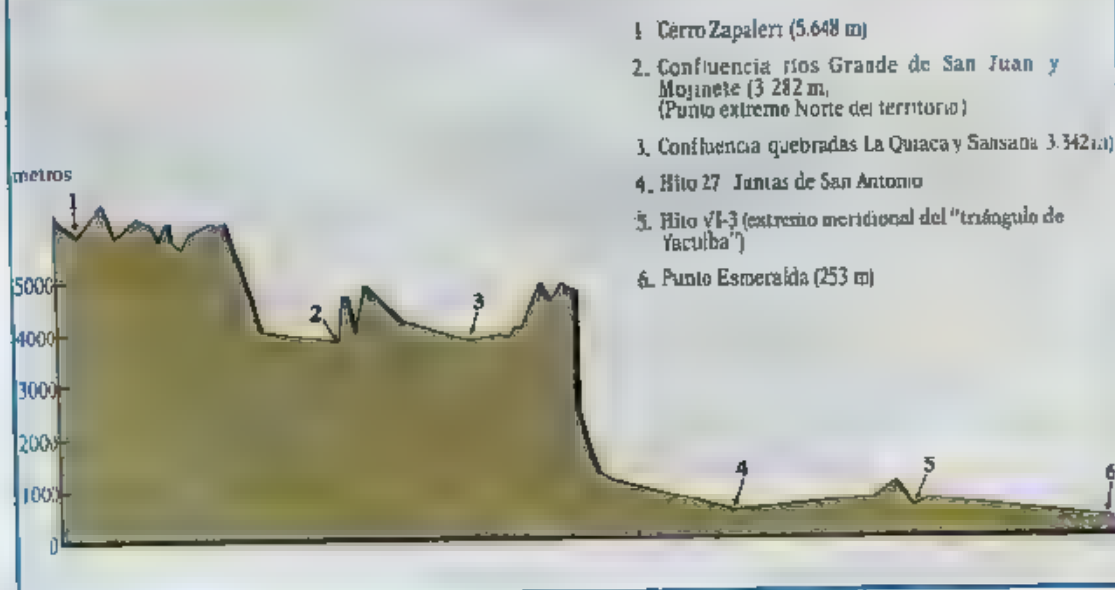 1 Cerro Zapaleri (5.648 m)
2. Confluencia ríos Grande de San Juan y
Mojinete (3 282 m,
(Punto extremo Norte del territorio)
3. Confluencia quebradas La Quiaca y Sansana 3.342 m)
4. Hito 27 Juntas de San Antonio
5. Hito VI-3 (extremo meridional del "triángulo de
Yacuiba")
6. Punto Esmeralda (253 m)
metros
1
5000
2
3
4000
3000
2000
1000
4
5
6
0